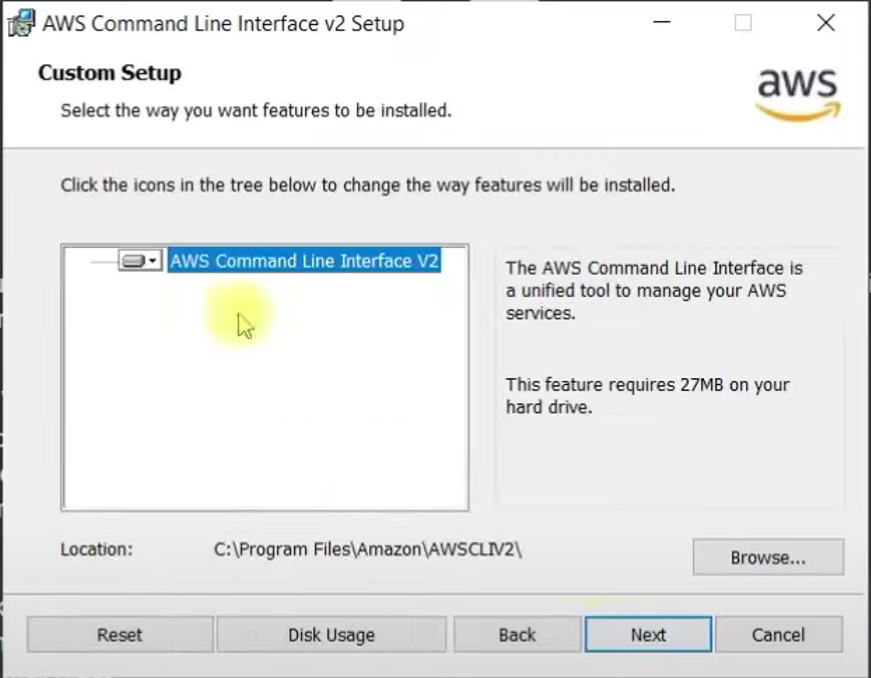 AWS Command Line Interface v2 Setup
Custom Setup
Select the way you want features to be installed.
aws
Click the icons in the tree below to change the way features will be installed.
AWS Command Line Interface V2
The AWS Command Line Interface is
a unified tool to manage your AWS
services.
This feature requires 27MB on your
hard drive.
Location: C:\Program Files\Amazon\AWSCLIV2\
Browse...
Reset Disk Usage Back Next Cancel